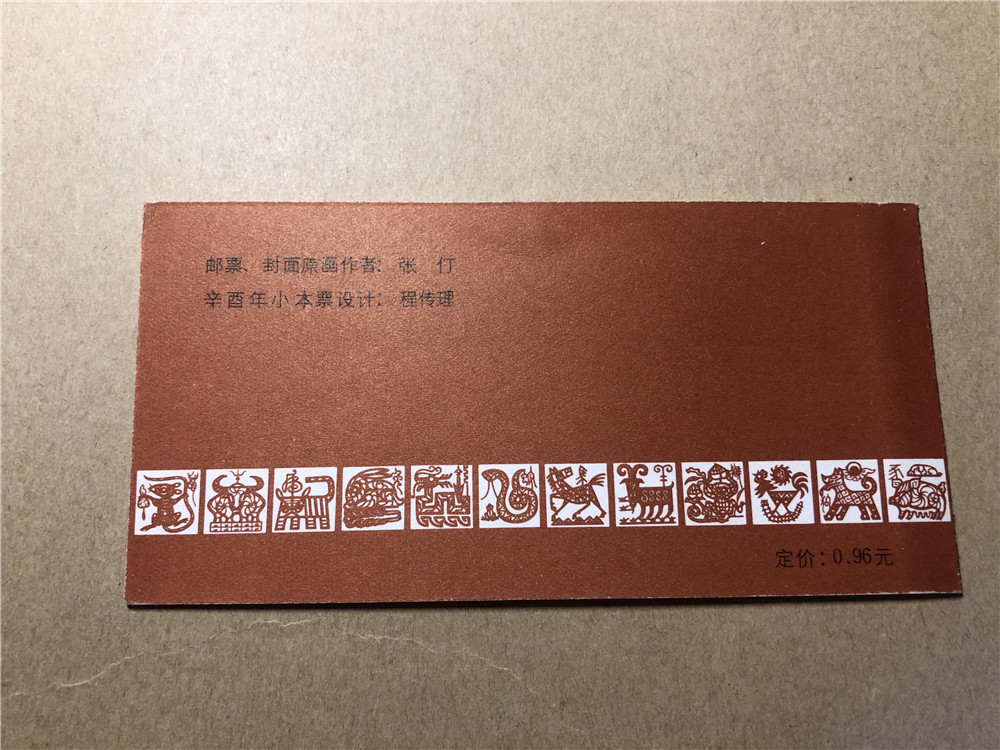 邮票、封面原画作者: 张 仃
辛酉年小本票设计: 程传理
定价: 0.96元